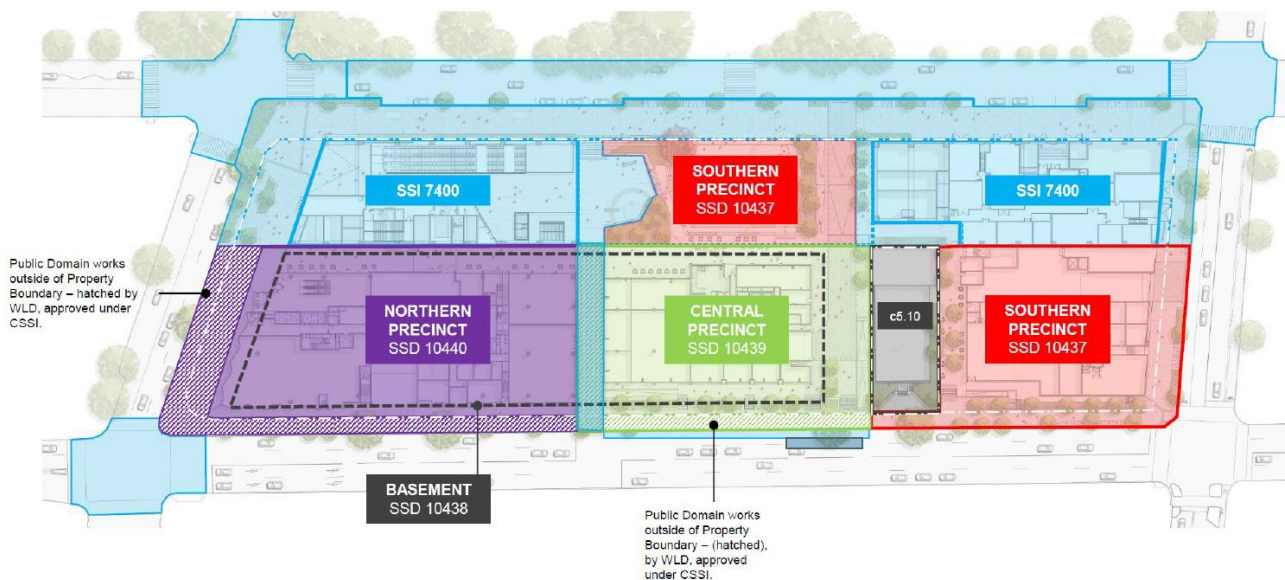 SSI 7400
SOUTHERN
PRECINCT
SSD 10437
SSI 7400
Public Domain works
outside of Property
Boundary – hatched by
WLD, approved under
CSSI.
NORTHERN
PRECINCT
SSD 10440
CENTRAL
PRECINCT
SSD 10439
c5.10
SOUTHERN
PRECINCT
SSD 10437
BASEMENT
SSD 10438
Public Domain works
outside of Property
Boundary – (hatched),
by WLD, approved
under CSSI.